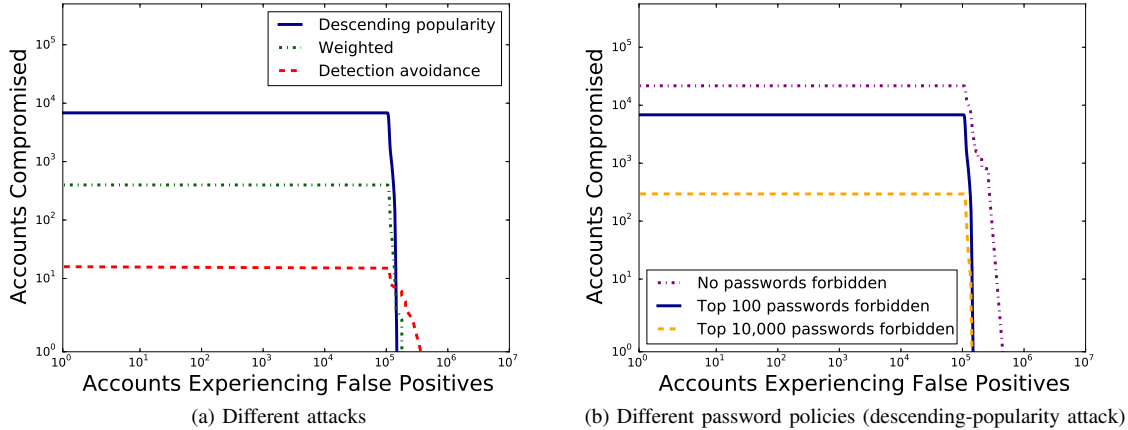 Accounts Compromised
10^5
10^4
10^3
10^2
10^1
10^0
Descending popularity
Weighted
Detection avoidance
10^0 10^1 10^2 10^3 10^4 10^5 10^6 10^7
Accounts Experiencing False Positives
(a) Different attacks
Accounts Compromised
10^5
10^4
10^3
10^2
10^1
10^0
No passwords forbidden
Top 100 passwords forbidden
Top 10,000 passwords forbidden
10^0 10^1 10^2 10^3 10^4 10^5 10^6 10^7
Accounts Experiencing False Positives
(b) Different password policies (descending-popularity attack)